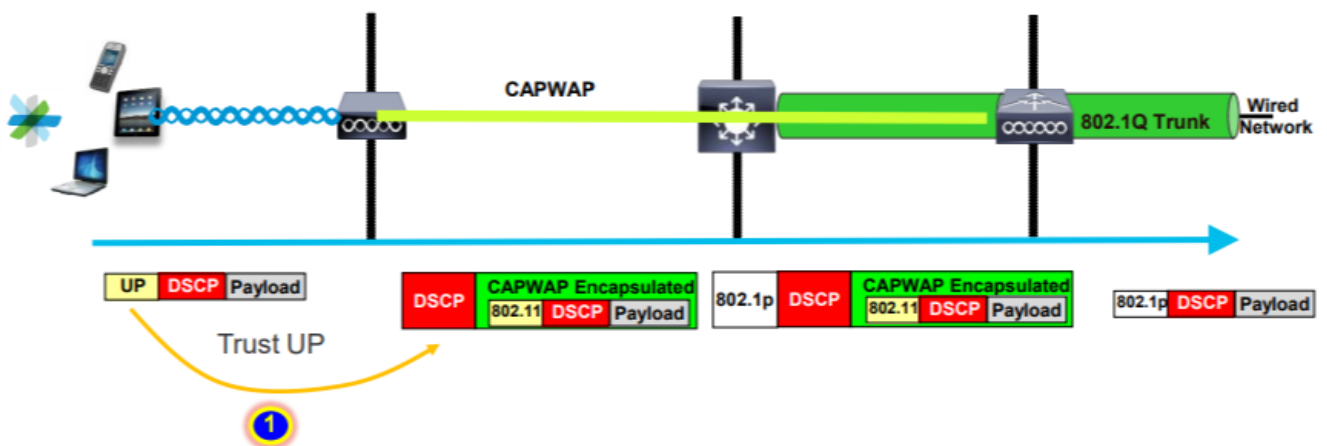 CAPWAP
802.1Q Trunk
Wired
Network
UP DSCP Payload
DSCP
CAPWAP Encapsulated
802.11 DSCP Payload
802.1p DSCP
CAPWAP Encapsulated
802.11 DSCP Payload
802.1p DSCP Payload
Trust UP
1